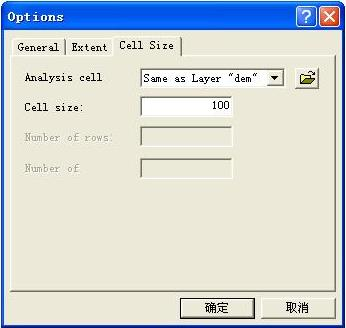 Options
General Extent Cell Size
Analysis cell Same as Layer "dem"
Cell size: 100
Number of rows:
Number of
确定 取消